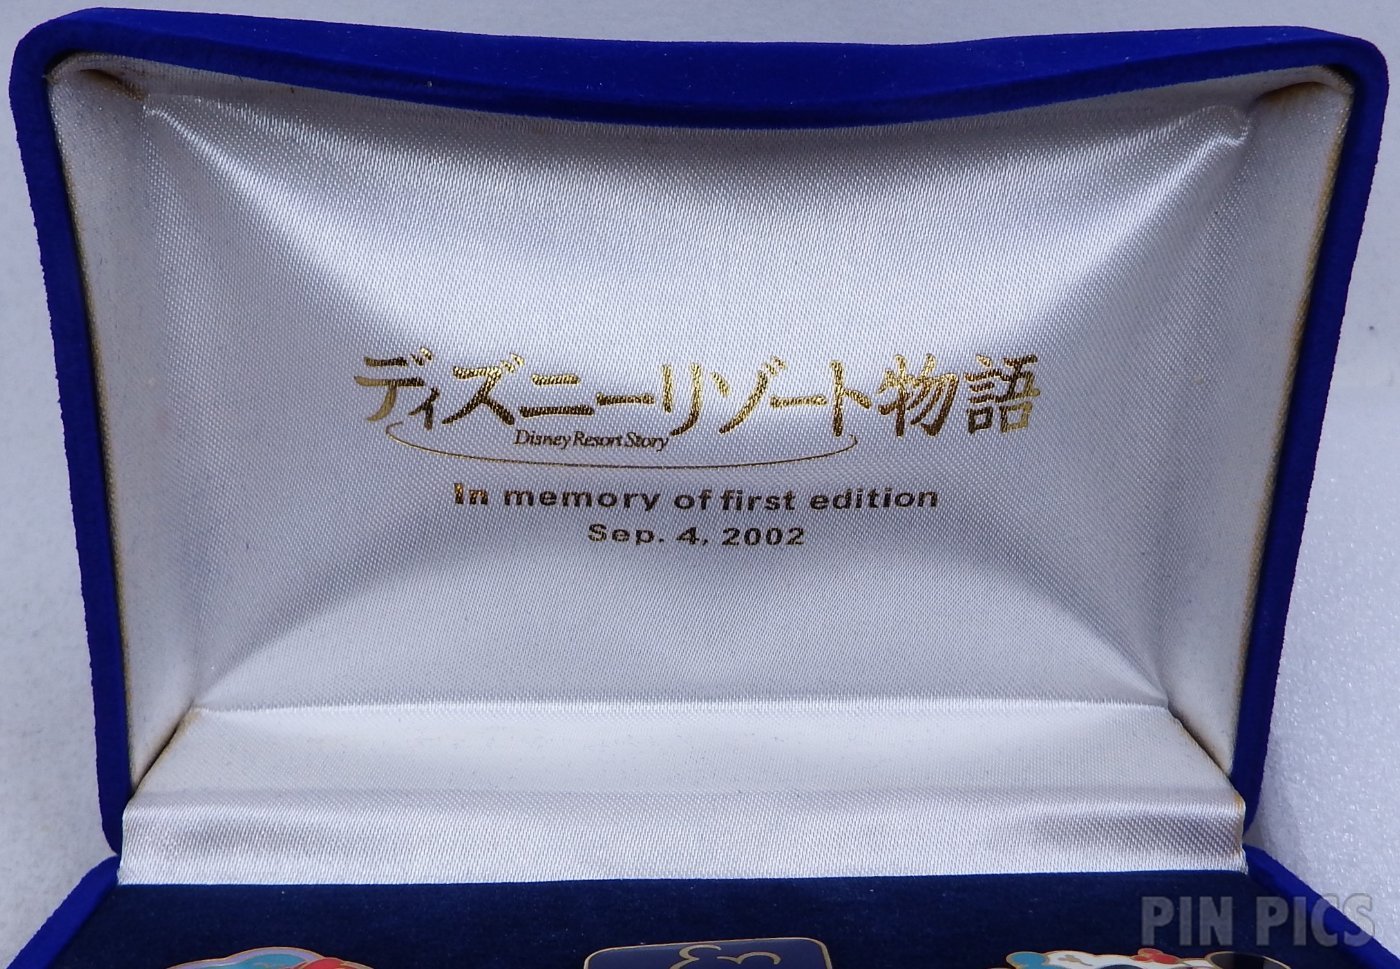 ディズニーリゾート物語
Disney Resort Story
In memory of first edition
Sep. 4, 2002
PIN PICS